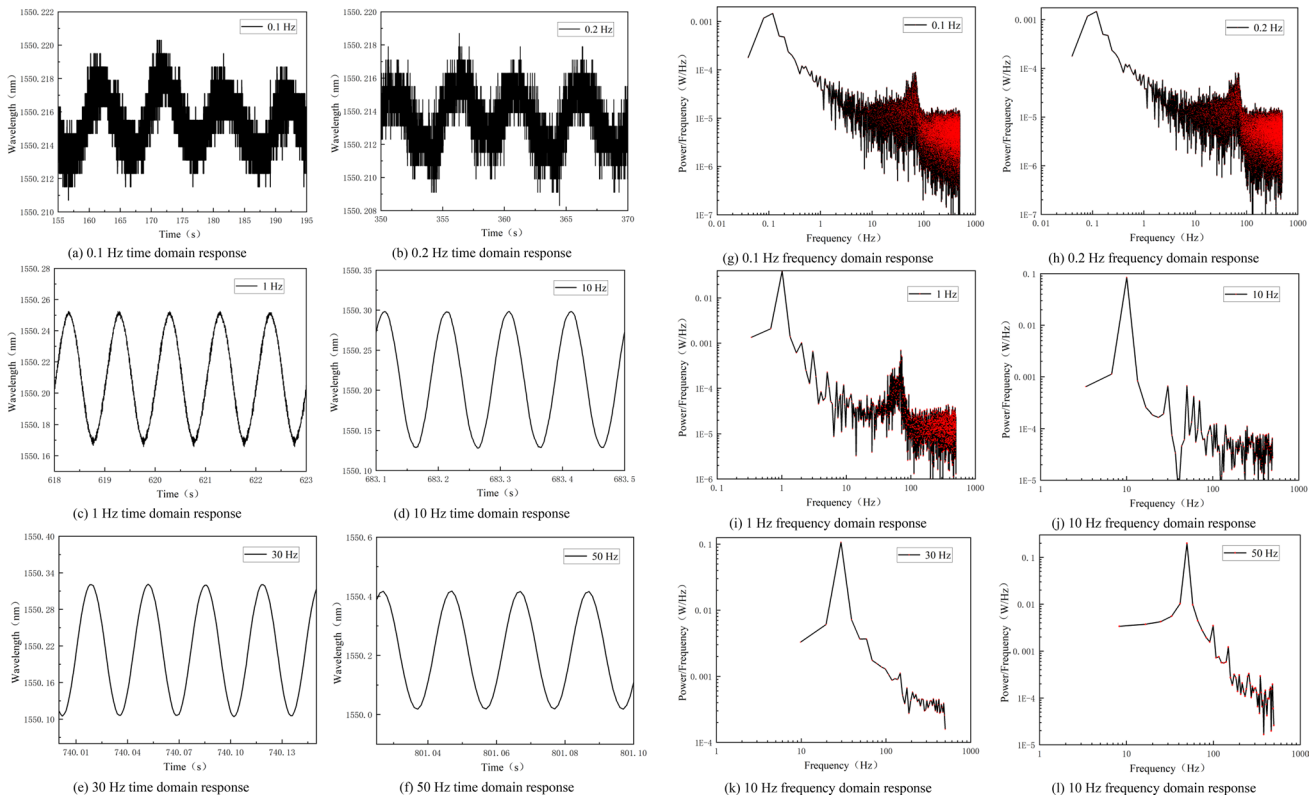 1550.222
1550.220
1550.218
1550.216
1550.214
1550.212
1550.210
Wavelength（nm）
0.1 Hz
155 160 165 170 175 180 185 190 195
Time（s）
(a) 0.1 Hz time domain response
1550.220
1550.218
1550.216
1550.214
1550.212
1550.210
1550.208
Wavelength（nm）
0.2 Hz
350 355 360 365 370
Time（s）
(b) 0.2 Hz time domain response
0.001
1E-4
1E-5
1E-6
1E-7
Power/Frequency（W/Hz）
0.1 Hz
0.01 0.1 1 10 100 1000
Frequency（Hz）
(g) 0.1 Hz frequency domain response
0.001
1E-4
1E-5
1E-6
1E-7
Power/Frequency（W/Hz）
0.2 Hz
0.01 0.1 1 10 100 1000
Frequency（Hz）
(h) 0.2 Hz frequency domain response
1550.28
1550.26
1550.24
1550.22
1550.20
1550.18
1550.16
Wavelength（nm）
1 Hz
618 619 620 621 622 623
Time（s）
(c) 1 Hz time domain response
1550.35
1550.30
1550.25
1550.20
1550.15
1550.10
Wavelength（nm）
10 Hz
683.1 683.2 683.3 683.4 683.5
Time（s）
(d) 10 Hz time domain response
0.01
0.001
1E-4
1E-5
1E-6
Power/Frequency（W/Hz）
1 Hz
0.1 1 10 100 1000
Frequency（Hz）
(i) 1 Hz frequency domain response
0.1
0.01
0.001
1E-4
1E-5
Power/Frequency（W/Hz）
10 Hz
1 10 100 1000
Frequency（Hz）
(j) 10 Hz frequency domain response
1550.40
1550.34
1550.28
1550.22
1550.16
1550.10
Wavelength（nm）
30 Hz
740.01 740.04 740.07 740.10 740.13
Time（s）
(e) 30 Hz time domain response
1550.6
1550.4
1550.2
1550.0
Wavelength（nm）
50 Hz
801.04 801.06 801.08 801.10
Time（s）
(f) 50 Hz time domain response
0.1
0.01
0.001
1E-4
Power/Frequency（W/Hz）
30 Hz
1 10 100 1000
Frequency（Hz）
(k) 10 Hz frequency domain response
0.1
0.01
0.001
1E-4
1E-5
Power/Frequency（W/Hz）
50 Hz
1 10 100 1000
Frequency（Hz）
(l) 10 Hz frequency domain response